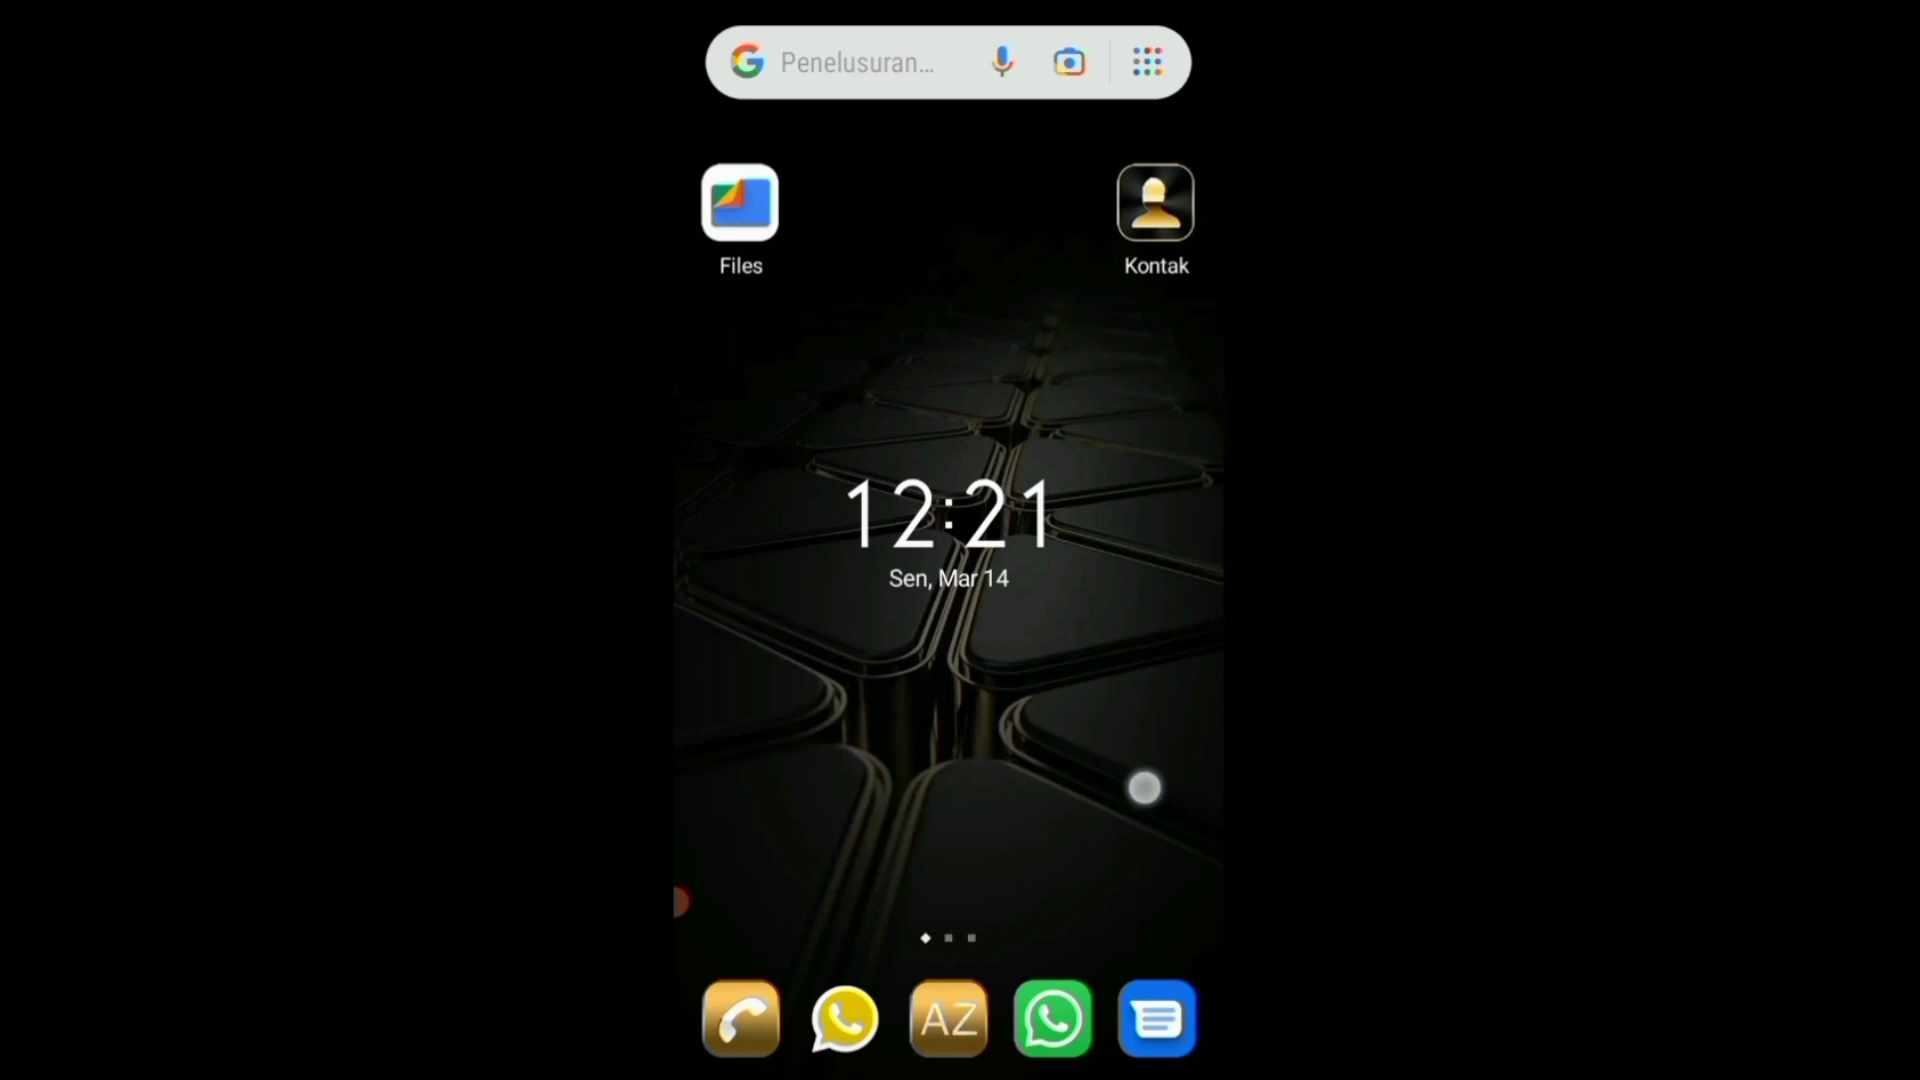 Penelusuran...
Files
Kontak
12:21
Sen, Mar 14
AZ